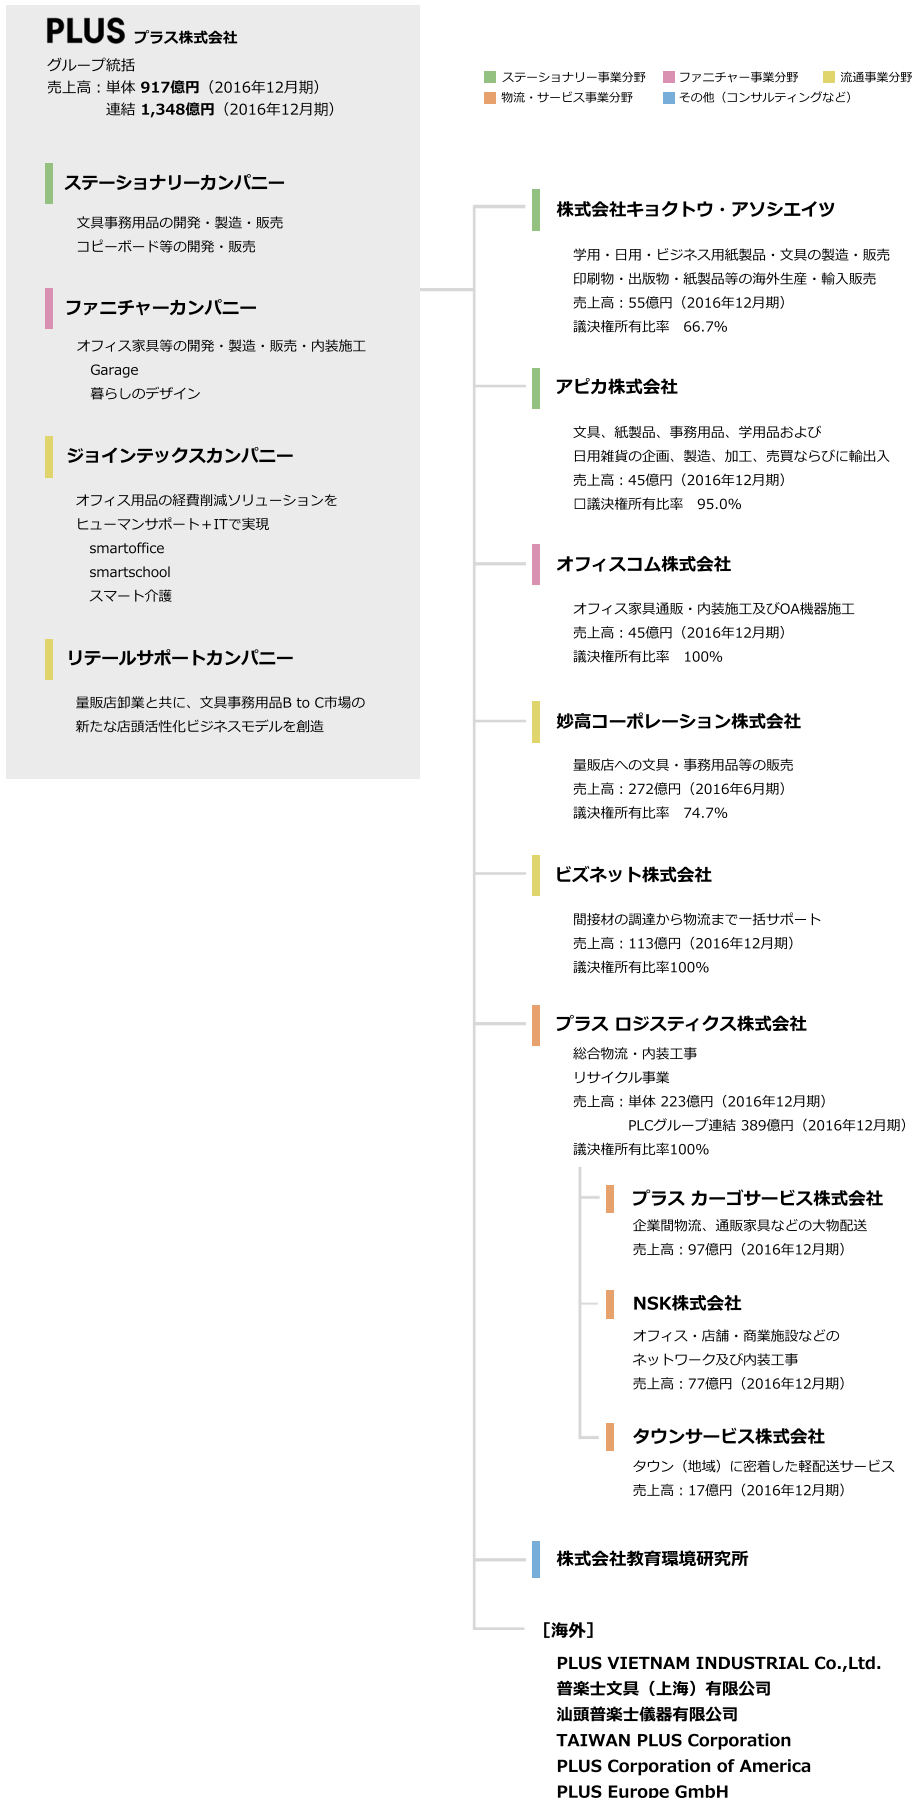 PLUS プラス株式会社
グループ統括
売上高：単体 917億円（2016年12月期）
連結 1,348億円（2016年12月期）
ステーショナリー事業分野 ファニチャー事業分野 流通事業分野
物流・サービス事業分野 その他（コンサルティングなど）
ステーショナリーカンパニー
文具事務用品の開発・製造・販売
コピーボード等の開発・販売
ファニチャーカンパニー
オフィス家具等の開発・製造・販売・内装施工
Garage
暮らしのデザイン
ジョインテックスカンパニー
オフィス用品の経費削減ソリューションを
ヒューマンサポート＋ITで実現
smartoffice
smartschool
スマート介護
リテールサポートカンパニー
量販店卸業と共に、文具事務用品B to C市場の
新たな店頭活性化ビジネスモデルを創造
株式会社キョクトウ・アソシエイツ
学用・日用・ビジネス用紙製品・文具の製造・販売
印刷物・出版物・紙製品等の海外生産・輸入販売
売上高：55億円（2016年12月期）
議決権所有比率　66.7%
アピカ株式会社
文具、紙製品、事務用品、学用品および
日用雑貨の企画、製造、加工、売買ならびに輸出入
売上高：45億円（2016年12月期）
□議決権所有比率　95.0%
オフィスコム株式会社
オフィス家具通販・内装施工及びOA機器施工
売上高：45億円（2016年12月期）
議決権所有比率　100%
妙高コーポレーション株式会社
量販店への文具・事務用品等の販売
売上高：272億円（2016年6月期）
議決権所有比率　74.7%
ビズネット株式会社
間接材の調達から物流まで一括サポート
売上高：113億円（2016年12月期）
議決権所有比率100%
プラス ロジスティクス株式会社
総合物流・内装工事
リサイクル事業
売上高：単体 223億円（2016年12月期）
PLCグループ連結 389億円（2016年12月期）
議決権所有比率100%
プラス カーゴサービス株式会社
企業間物流、通販家具などの大物配送
売上高：97億円（2016年12月期）
NSK株式会社
オフィス・店舗・商業施設などの
ネットワーク及び内装工事
売上高：77億円（2016年12月期）
タウンサービス株式会社
タウン（地域）に密着した軽配送サービス
売上高：17億円（2016年12月期）
株式会社教育環境研究所
［海外］
PLUS VIETNAM INDUSTRIAL Co.,Ltd.
普楽士文具（上海）有限公司
汕頭普楽士儀器有限公司
TAIWAN PLUS Corporation
PLUS Corporation of America
PLUS Europe GmbH